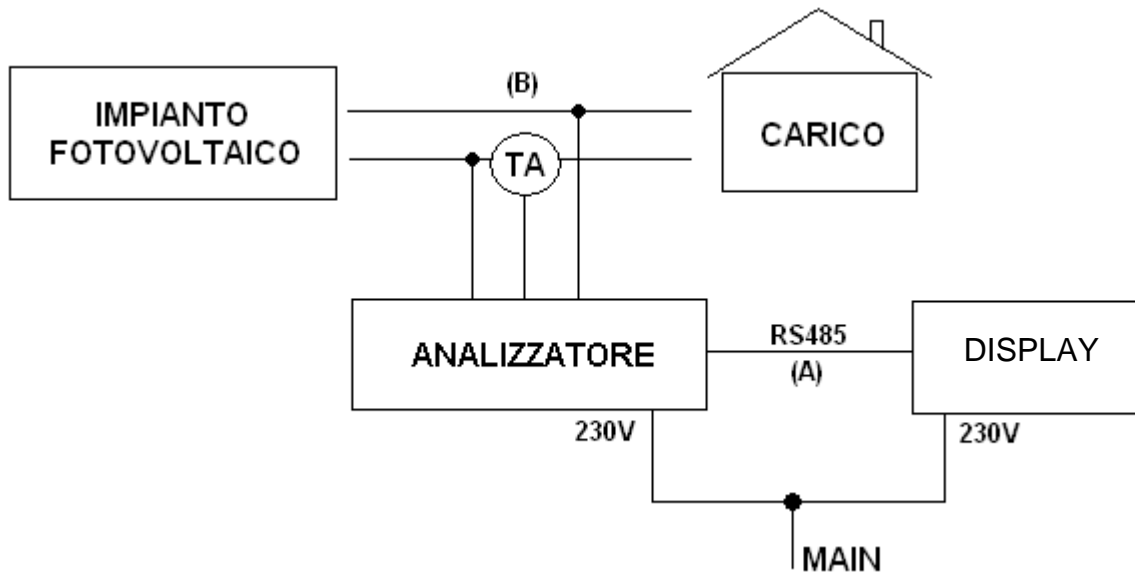 IMPIANTO
FOTOVOLTAICO
(B)
TA
CARICO
ANALIZZATORE
RS485
(A)
DISPLAY
230V
230V
MAIN